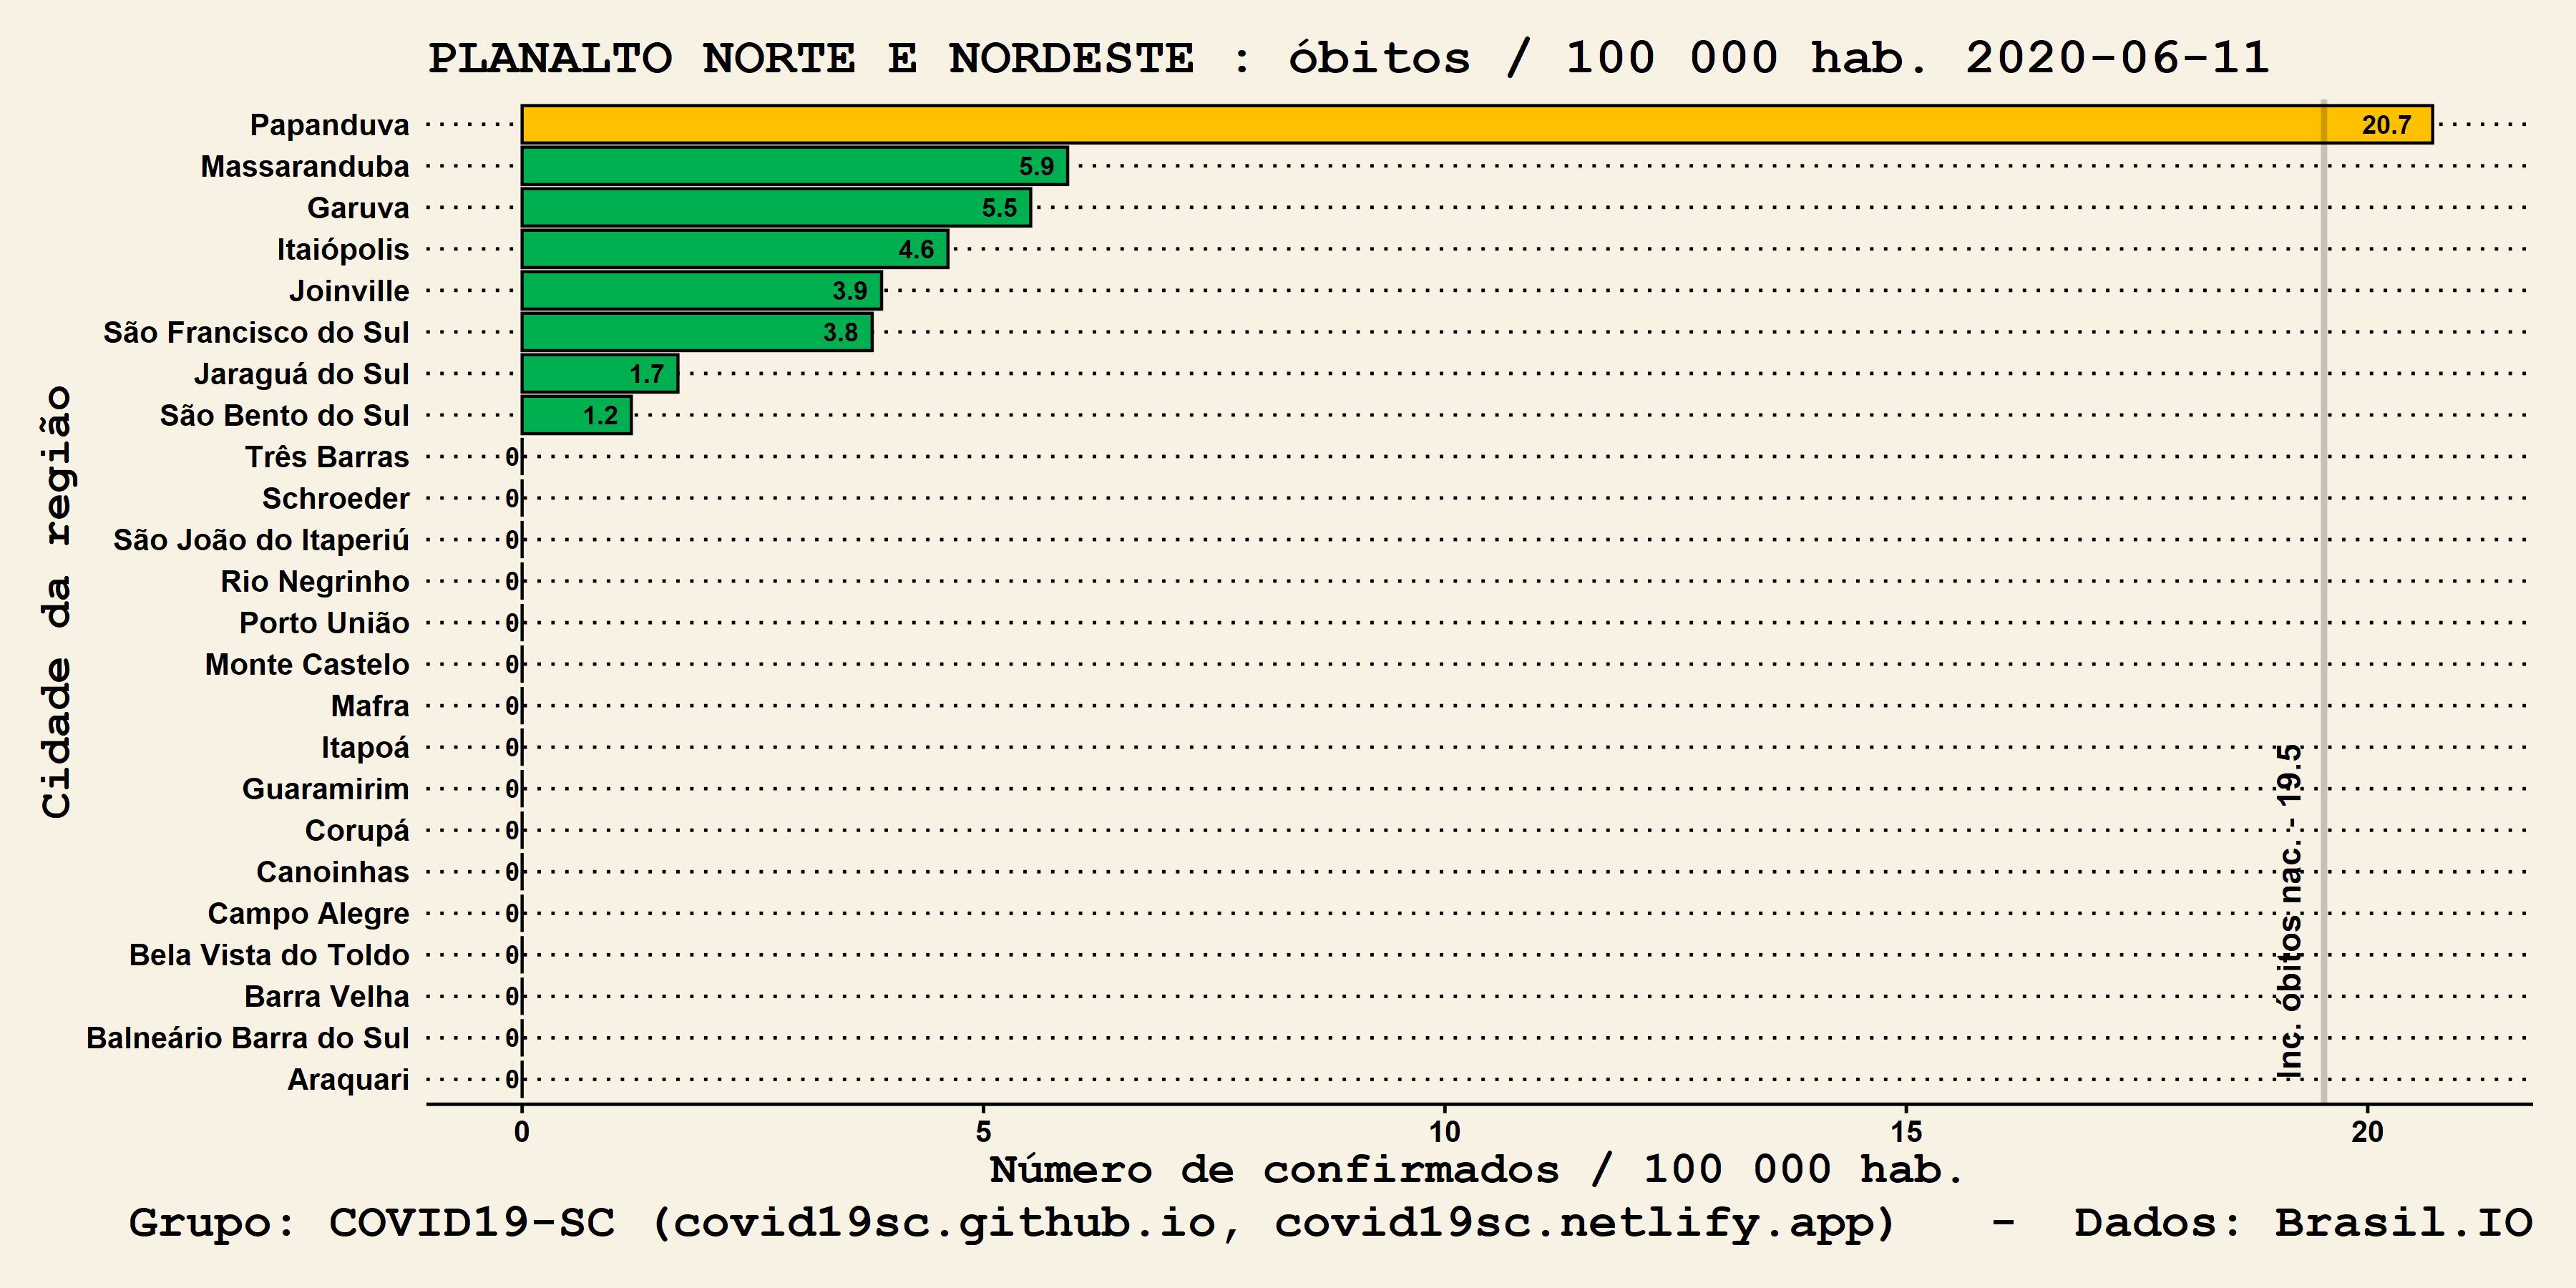 PLANALTO NORTE E NORDESTE : óbitos / 100 000 hab. 2020-06-11
Cidade da região
Papanduva 20.7
Massaranduba 5.9
Garuva 5.5
Itaiópolis 4.6
Joinville 3.9
São Francisco do Sul 3.8
Jaraguá do Sul 1.7
São Bento do Sul 1.2
Três Barras 0
Schroeder 0
São João do Itaperiú 0
Rio Negrinho 0
Porto União 0
Monte Castelo 0
Mafra 0
Itapoá 0
Guaramirim 0
Corupá 0
Canoinhas 0
Campo Alegre 0
Bela Vista do Toldo 0
Barra Velha 0
Balneário Barra do Sul 0
Araquari 0
Inc. óbitos nac. - 19.5
0 5 10 15 20
Número de confirmados / 100 000 hab.
Grupo: COVID19-SC (covid19sc.github.io, covid19sc.netlify.app) - Dados: Brasil.IO